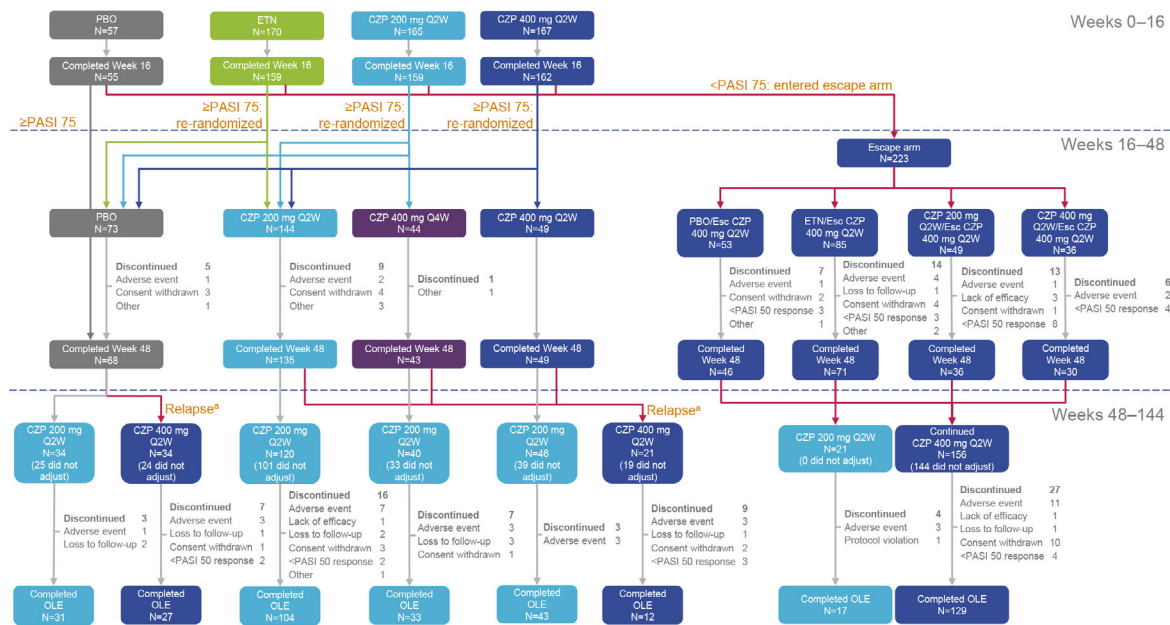 Weeks 0–16
PBO
N=57
ETN
N=170
CZP 200 mg Q2W
N=165
CZP 400 mg Q2W
N=167
Completed Week 16
N=55
Completed Week 16
N=159
Completed Week 16
N=159
Completed Week 16
N=162
<PASI 75: entered escape arm
≥PASI 75
≥PASI 75:
re-randomized
≥PASI 75:
re-randomized
≥PASI 75:
re-randomized
Weeks 16–48
Escape arm
N=223
PBO
N=73
CZP 200 mg Q2W
N=144
CZP 400 mg Q4W
N=44
CZP 400 mg Q2W
N=49
PBO/Esc CZP
400 mg Q2W
N=53
ETN/Esc CZP
400 mg Q2W
N=85
CZP 200 mg
Q2W/Esc CZP
400 mg Q2W
N=49
CZP 400 mg
Q2W/Esc CZP
400 mg Q2W
N=36
Discontinued 5
Adverse event 1
Consent withdrawn 3
Other 1
Discontinued 9
Adverse event 2
Consent withdrawn 4
Other 3
Discontinued 1
Other 1
Discontinued 7
Adverse event 1
Consent withdrawn 2
<PASI 50 response 3
Other 1
Discontinued 14
Adverse event 4
Loss to follow-up 1
Consent withdrawn 4
<PASI 50 response 3
Other 2
Discontinued 13
Adverse event 1
Lack of efficacy 3
Consent withdrawn 1
<PASI 50 response 8
Discontinued 6
Adverse event 2
<PASI 50 response 4
Completed Week 48
N=68
Completed Week 48
N=135
Completed Week 48
N=43
Completed Week 48
N=49
Completed
Week 48
N=46
Completed
Week 48
N=71
Completed
Week 48
N=36
Completed
Week 48
N=30
Weeks 48–144
Relapseᵃ
Relapseᵃ
CZP 200 mg
Q2W
N=34
(25 did not
adjust)
CZP 400 mg
Q2W
N=34
(24 did not
adjust)
CZP 200 mg
Q2W
N=120
(101 did not
adjust)
CZP 200 mg
Q2W
N=40
(33 did not
adjust)
CZP 200 mg
Q2W
N=46
(39 did not
adjust)
CZP 400 mg
Q2W
N=21
(19 did not
adjust)
CZP 200 mg Q2W
N=21
(0 did not adjust)
Continued
CZP 400 mg Q2W
N=156
(144 did not adjust)
Discontinued 3
Adverse event 1
Loss to follow-up 2
Discontinued 7
Adverse event 3
Loss to follow-up 1
Consent withdrawn 1
<PASI 50 response 2
Discontinued 16
Adverse event 7
Lack of efficacy 1
Loss to follow-up 2
Consent withdrawn 3
<PASI 50 response 2
Other 1
Discontinued 7
Adverse event 3
Loss to follow-up 3
Consent withdrawn 1
Discontinued 3
Adverse event 3
Discontinued 9
Adverse event 3
Loss to follow-up 1
Consent withdrawn 2
<PASI 50 response 3
Discontinued 4
Adverse event 3
Protocol violation 1
Discontinued 27
Adverse event 11
Lack of efficacy 1
Loss to follow-up 1
Consent withdrawn 10
<PASI 50 response 4
Completed
OLE
N=31
Completed
OLE
N=27
Completed
OLE
N=104
Completed
OLE
N=33
Completed
OLE
N=43
Completed
OLE
N=12
Completed OLE
N=17
Completed OLE
N=129